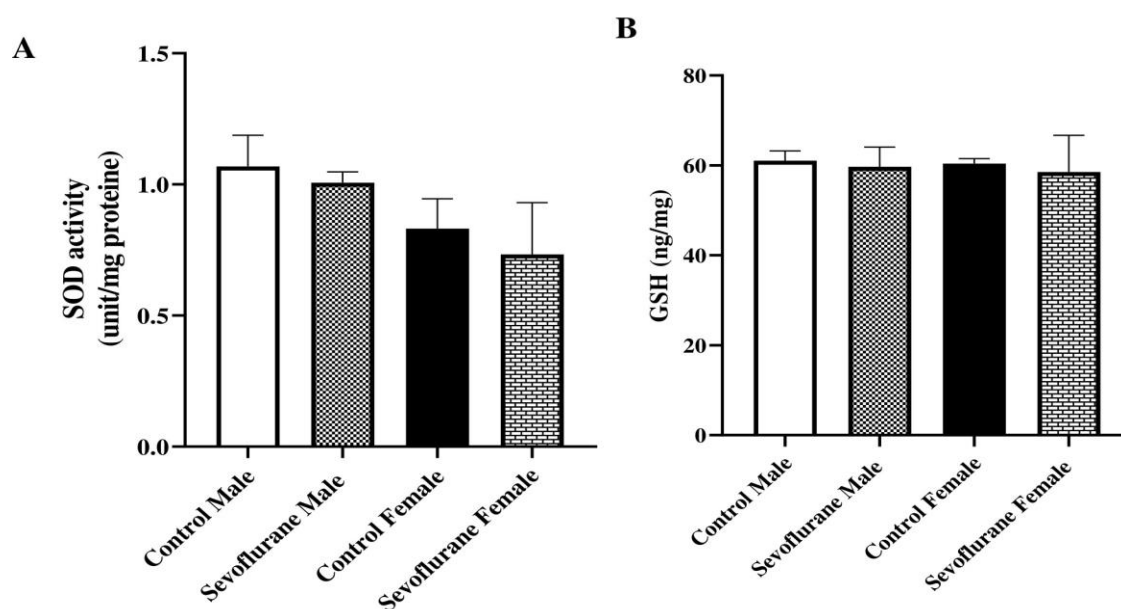 A
SOD activity
(unit/mg proteine)
1.5
1.0
0.5
0.0
Control Male
Sevoflurane Male
Control Female
Sevoflurane Female
B
GSH (ng/mg)
80
60
40
20
0
Control Male
Sevoflurane Male
Control Female
Sevoflurane Female